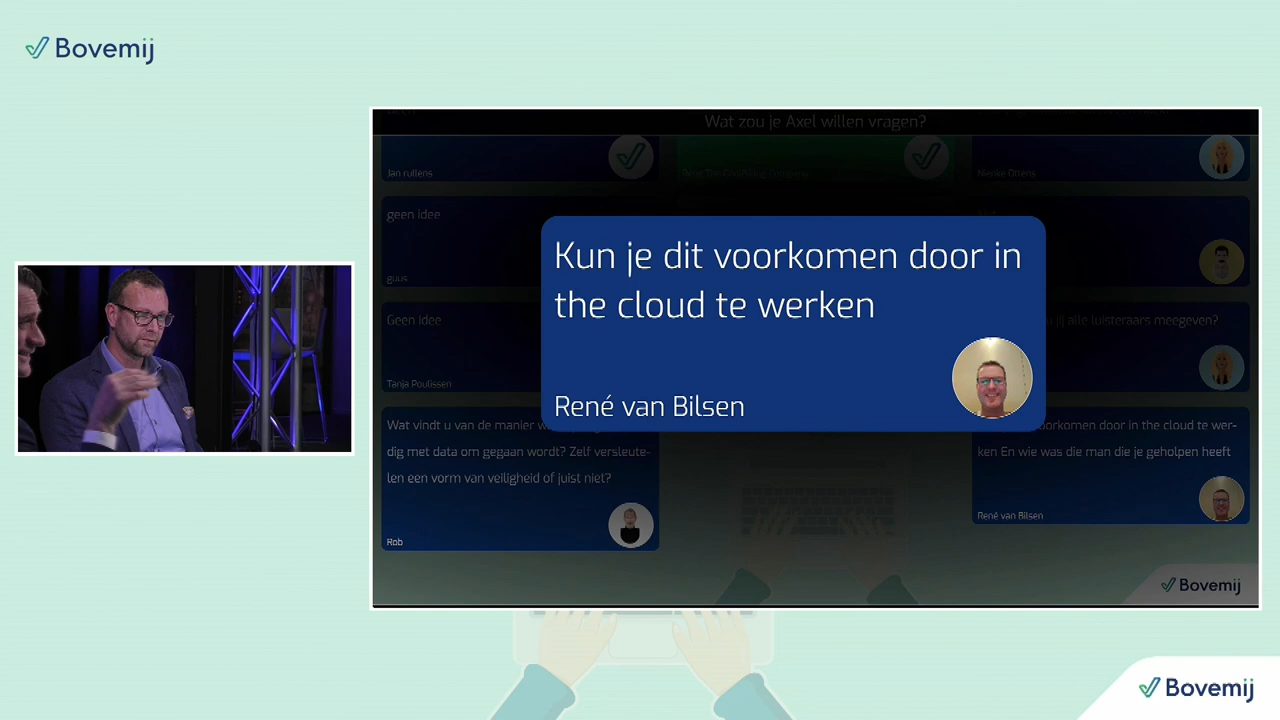 Bovemij
Wat zou je Axel willen vragen?
Jan rullens
Nienke Ottens
geen idee
guus
Kun je dit voorkomen door in
the cloud te werken
René van Bilsen
Geen idee
Tanja Poulissen
jij alle luisteraars meegeven?
Wat vindt u van de manier
dig met data om gegaan wordt? Zelf versleute-
len een vorm van veiligheid of juist niet?
Rob
voorkomen door in the cloud te wer-
ken En wie was die man die je geholpen heeft
René van Bilsen
Bovemij
Bovemij